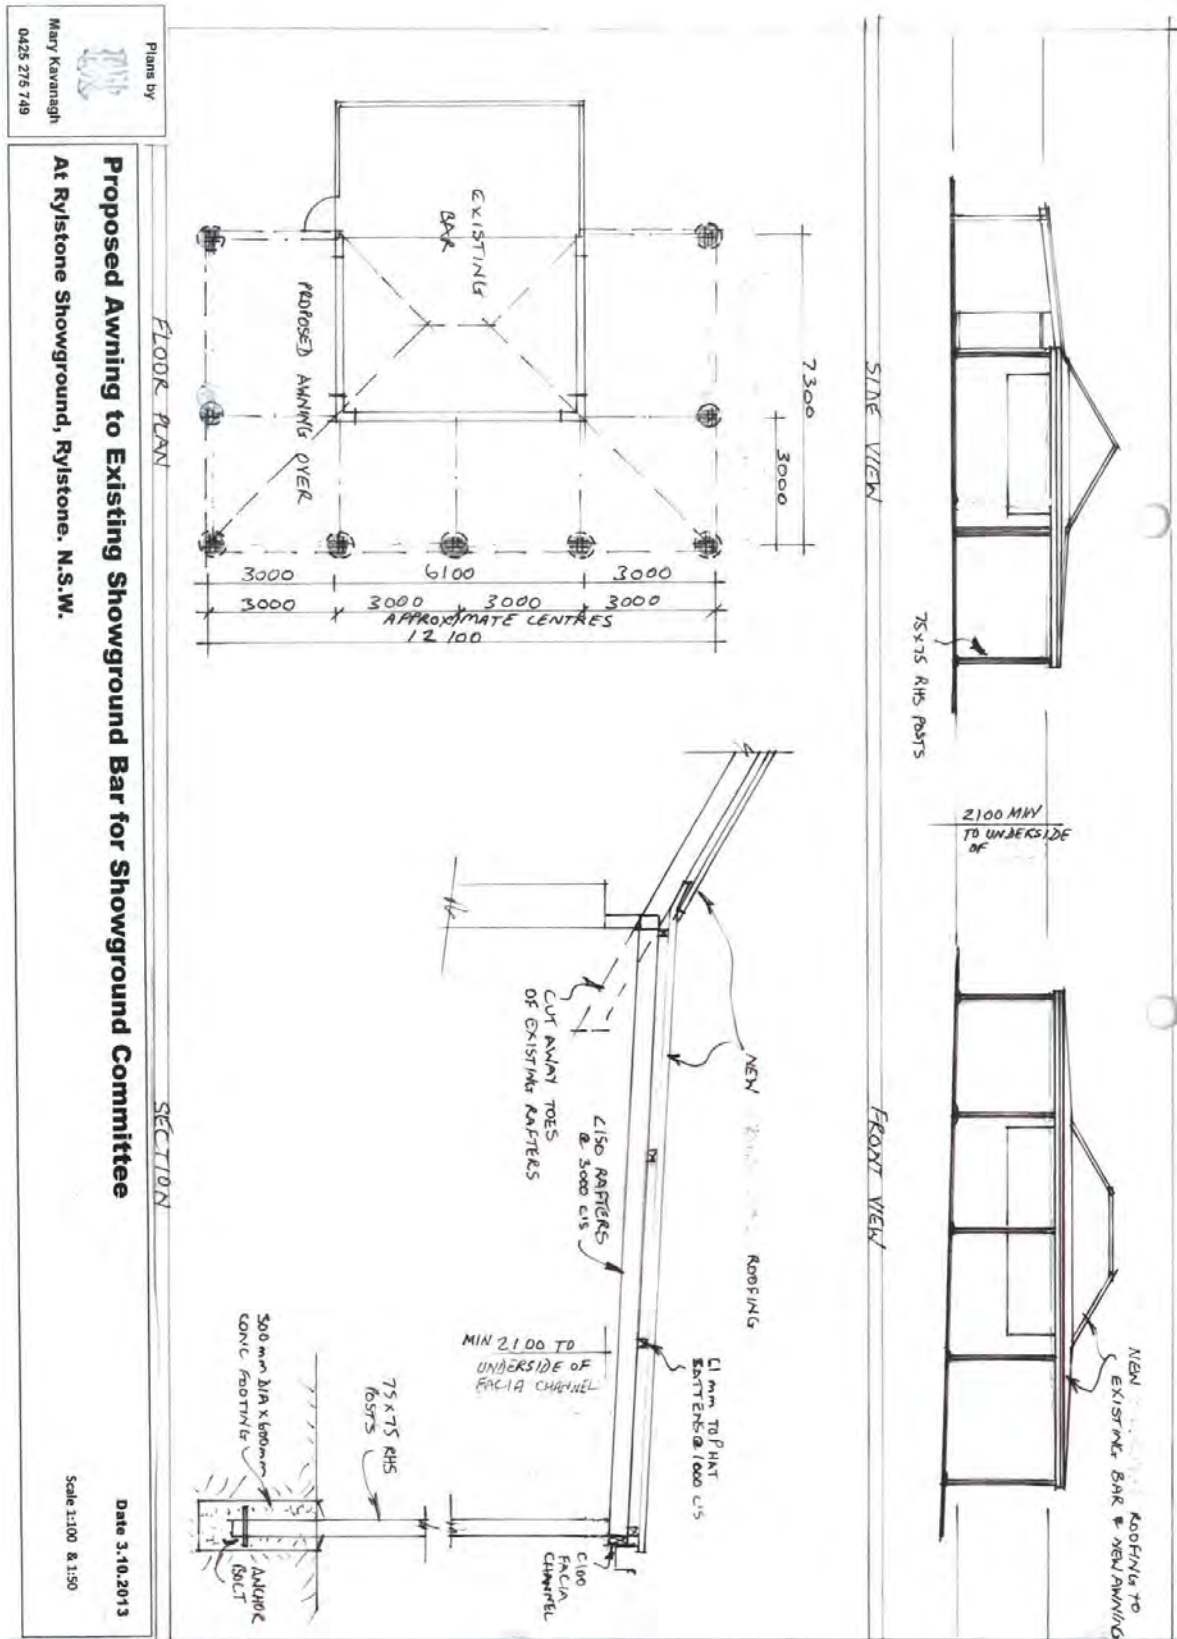 75x75 RHS POSTS
SIDE VIEW
2100 MIN
TO UNDERSIDE
OF
NEW ROOFING TO
EXISTING BAR & NEW AWNING
FRONT VIEW
EXISTING
BAR
PROPOSED AWNING OVER
7300
3000
3000
6100
3000
3000
3000
3000
3000
APPROXIMATE CENTRES
12 100
FLOOR PLAN
NEW ROOFING
CUT AWAY TOES
OF EXISTING RAFTERS
C150 RAFTERS
@ 3000 C'S
MIN 2100 TO
UNDERSIDE OF
FACIA CHANNEL
TOPHAT
BATTENS @ 1000 C'S
75x75 RHS
POSTS
C100
FACIA
CHANNEL
500mm DIA x 600mm
CONC FOOTING
ANCHOR
BOLT
SECTION
Plans by
Mary Kavanagh
0425 275 749
Proposed Awning to Existing Showground Bar for Showground Committee
At Rylstone Showground, Rylstone. N.S.W.
Date 3.10.2013
Scale 1:100 & 1:50